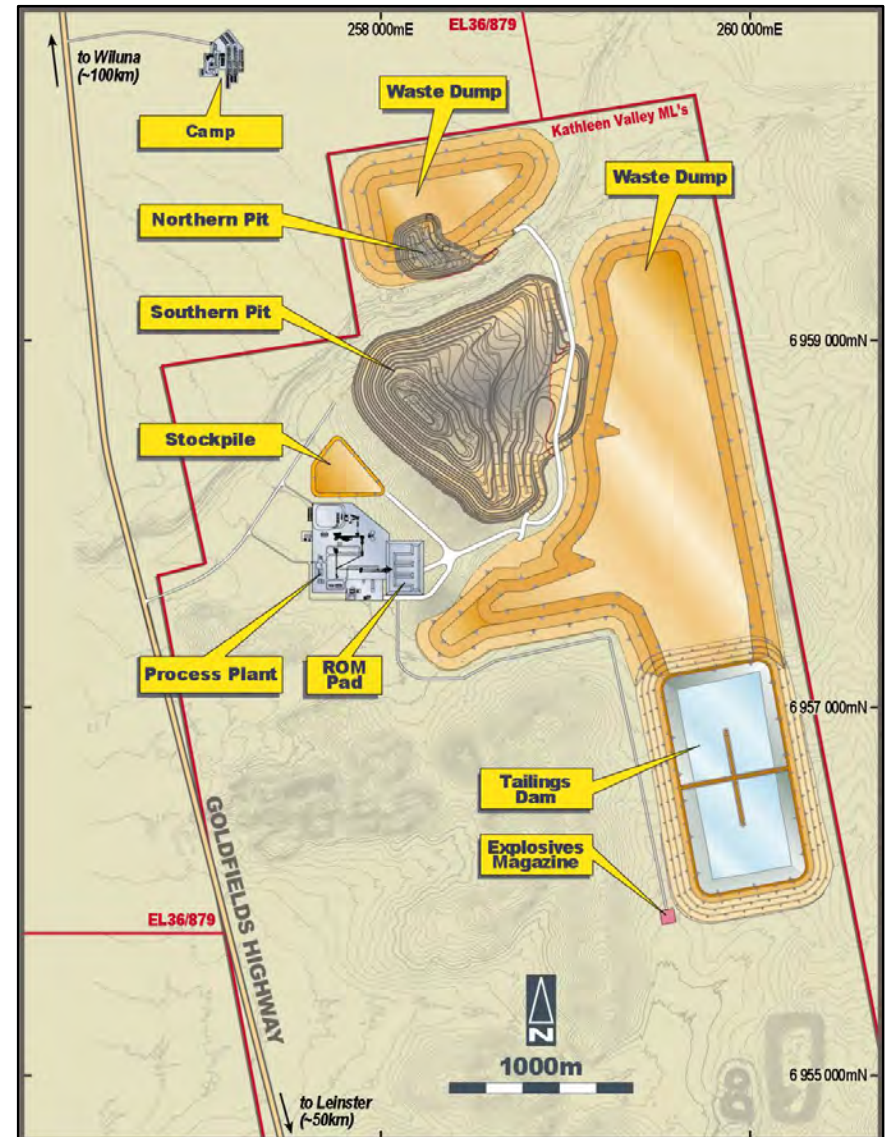 258 000mE
EL36/879
260 000mE
to Wiluna
(~100km)
Camp
Waste Dump
Kathleen Valley ML's
Waste Dump
Northern Pit
Southern Pit
6 959 000mN
Stockpile
Process Plant
ROM
Pad
6 957 000mN
Tailings
Dam
Explosives
Magazine
GOLDFIELDS HIGHWAY
EL36/879
N
1000m
6 955 000mN
to Leinster
(~50km)